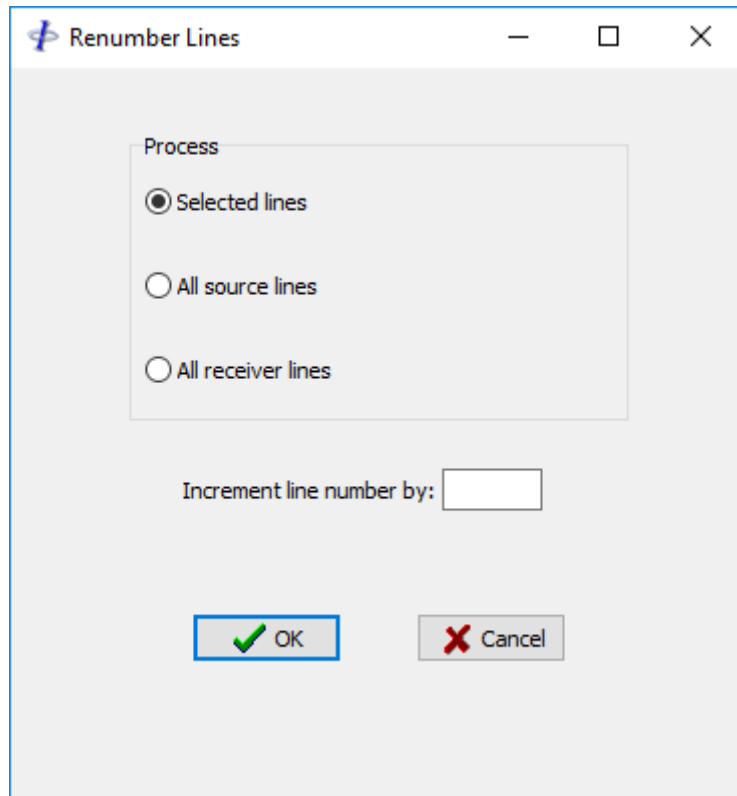 Renumber Lines
Process
Selected lines
All source lines
All receiver lines
Increment line number by:
OK Cancel